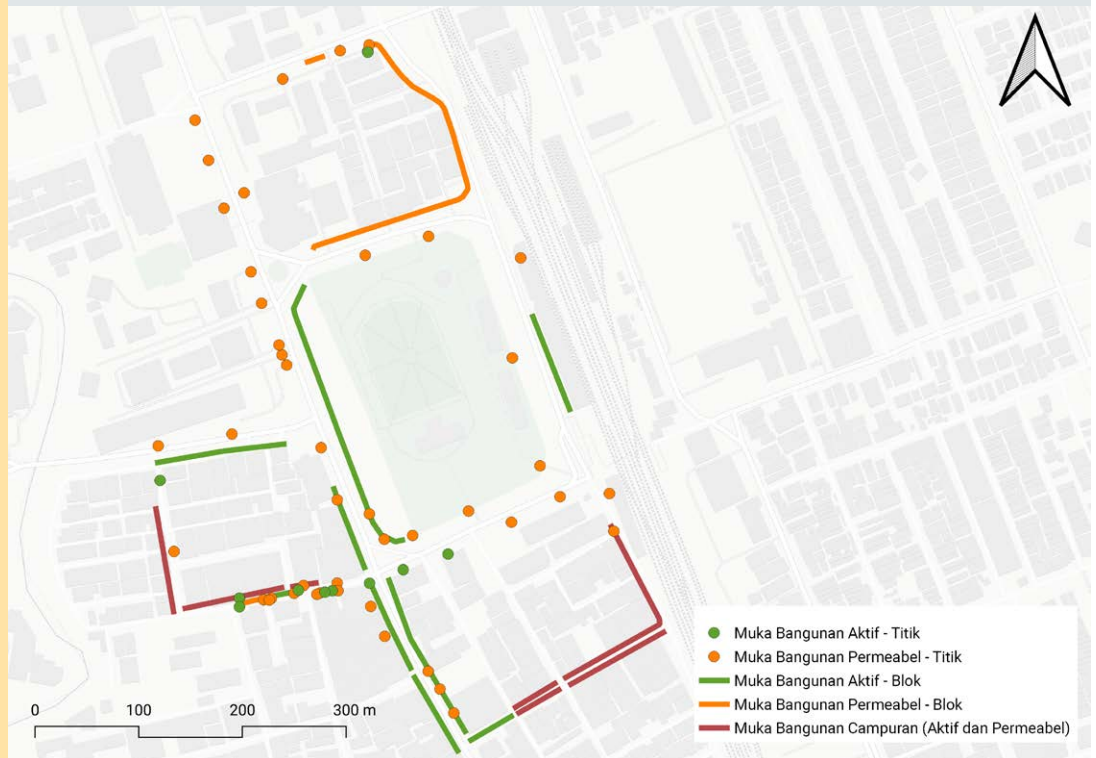 Muka Bangunan Aktif - Titik
Muka Bangunan Permeabel - Titik
Muka Bangunan Aktif - Blok
Muka Bangunan Permeabel - Blok
Muka Bangunan Campuran (Aktif dan Permeabel)
0 100 200 300 m